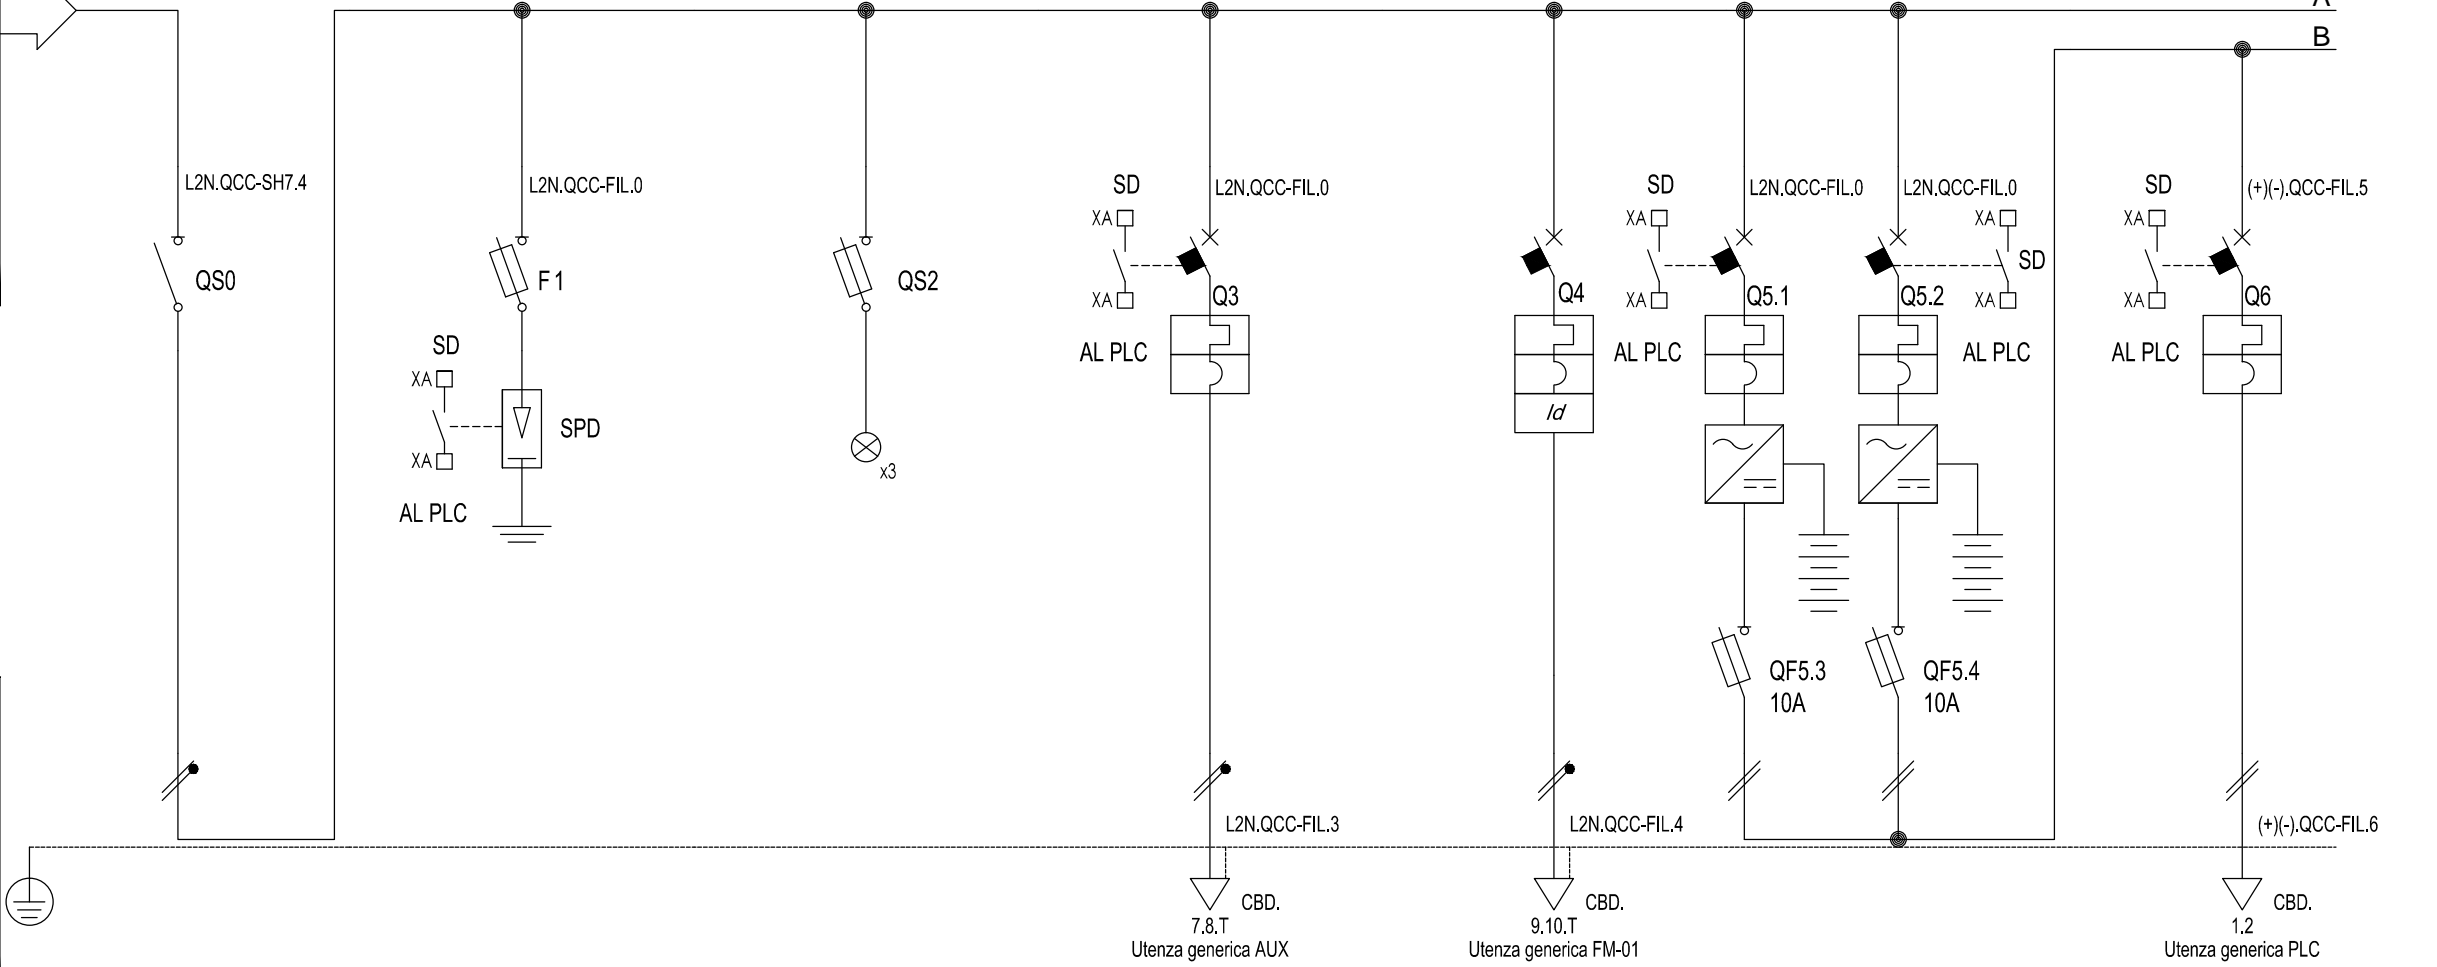 A
B
L2N.QCC-SH7.4
QS0
L2N.QCC-FIL.0
F1
SD
XA
XA
AL PLC
SPD
QS2
x3
SD
XA
XA
AL PLC
L2N.QCC-FIL.0
Q3
L2N.QCC-FIL.3
CBD.
7.8.T
Utenza generica AUX
Q4
Id
L2N.QCC-FIL.4
CBD.
9.10.T
Utenza generica FM-01
SD
XA
XA
AL PLC
L2N.QCC-FIL.0
Q5.1
QF5.3
10A
L2N.QCC-FIL.0
Q5.2
XA
SD
XA
AL PLC
QF5.4
10A
SD
XA
XA
AL PLC
(+)(-).QCC-FIL.5
Q6
(+)(-).QCC-FIL.6
CBD.
1.2
Utenza generica PLC